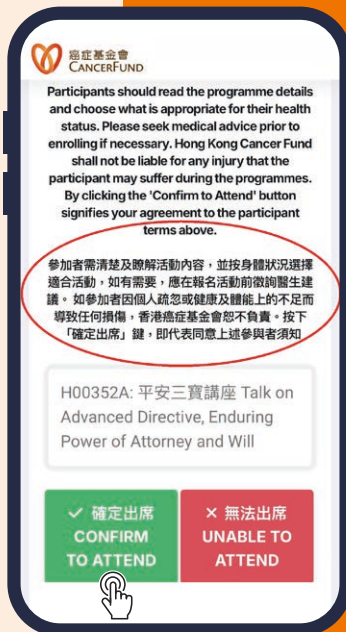 癌症基金會
CANCERFUND
Participants should read the programme details
and choose what is appropriate for their health
status. Please seek medical advice prior to
enrolling if necessary. Hong Kong Cancer Fund
shall not be liable for any injury that the
participant may suffer during the programmes.
By clicking the 'Confirm to Attend' button
signifies your agreement to the participant
terms above.
參加者需清楚及瞭解活動內容，並按身體狀況選擇
適合活動，如有需要，應在報名活動前徵詢醫生建
議。如參加者因個人疏忽或健康及體能上的不足而
導致任何損傷，香港癌症基金會恕不負責。按下
「確定出席」鍵，即代表同意上述參與者須知
H00352A: 平安三寶講座 Talk on
Advanced Directive, Enduring
Power of Attorney and Will
✓ 確定出席
CONFIRM
TO ATTEND
× 無法出席
UNABLE TO
ATTEND